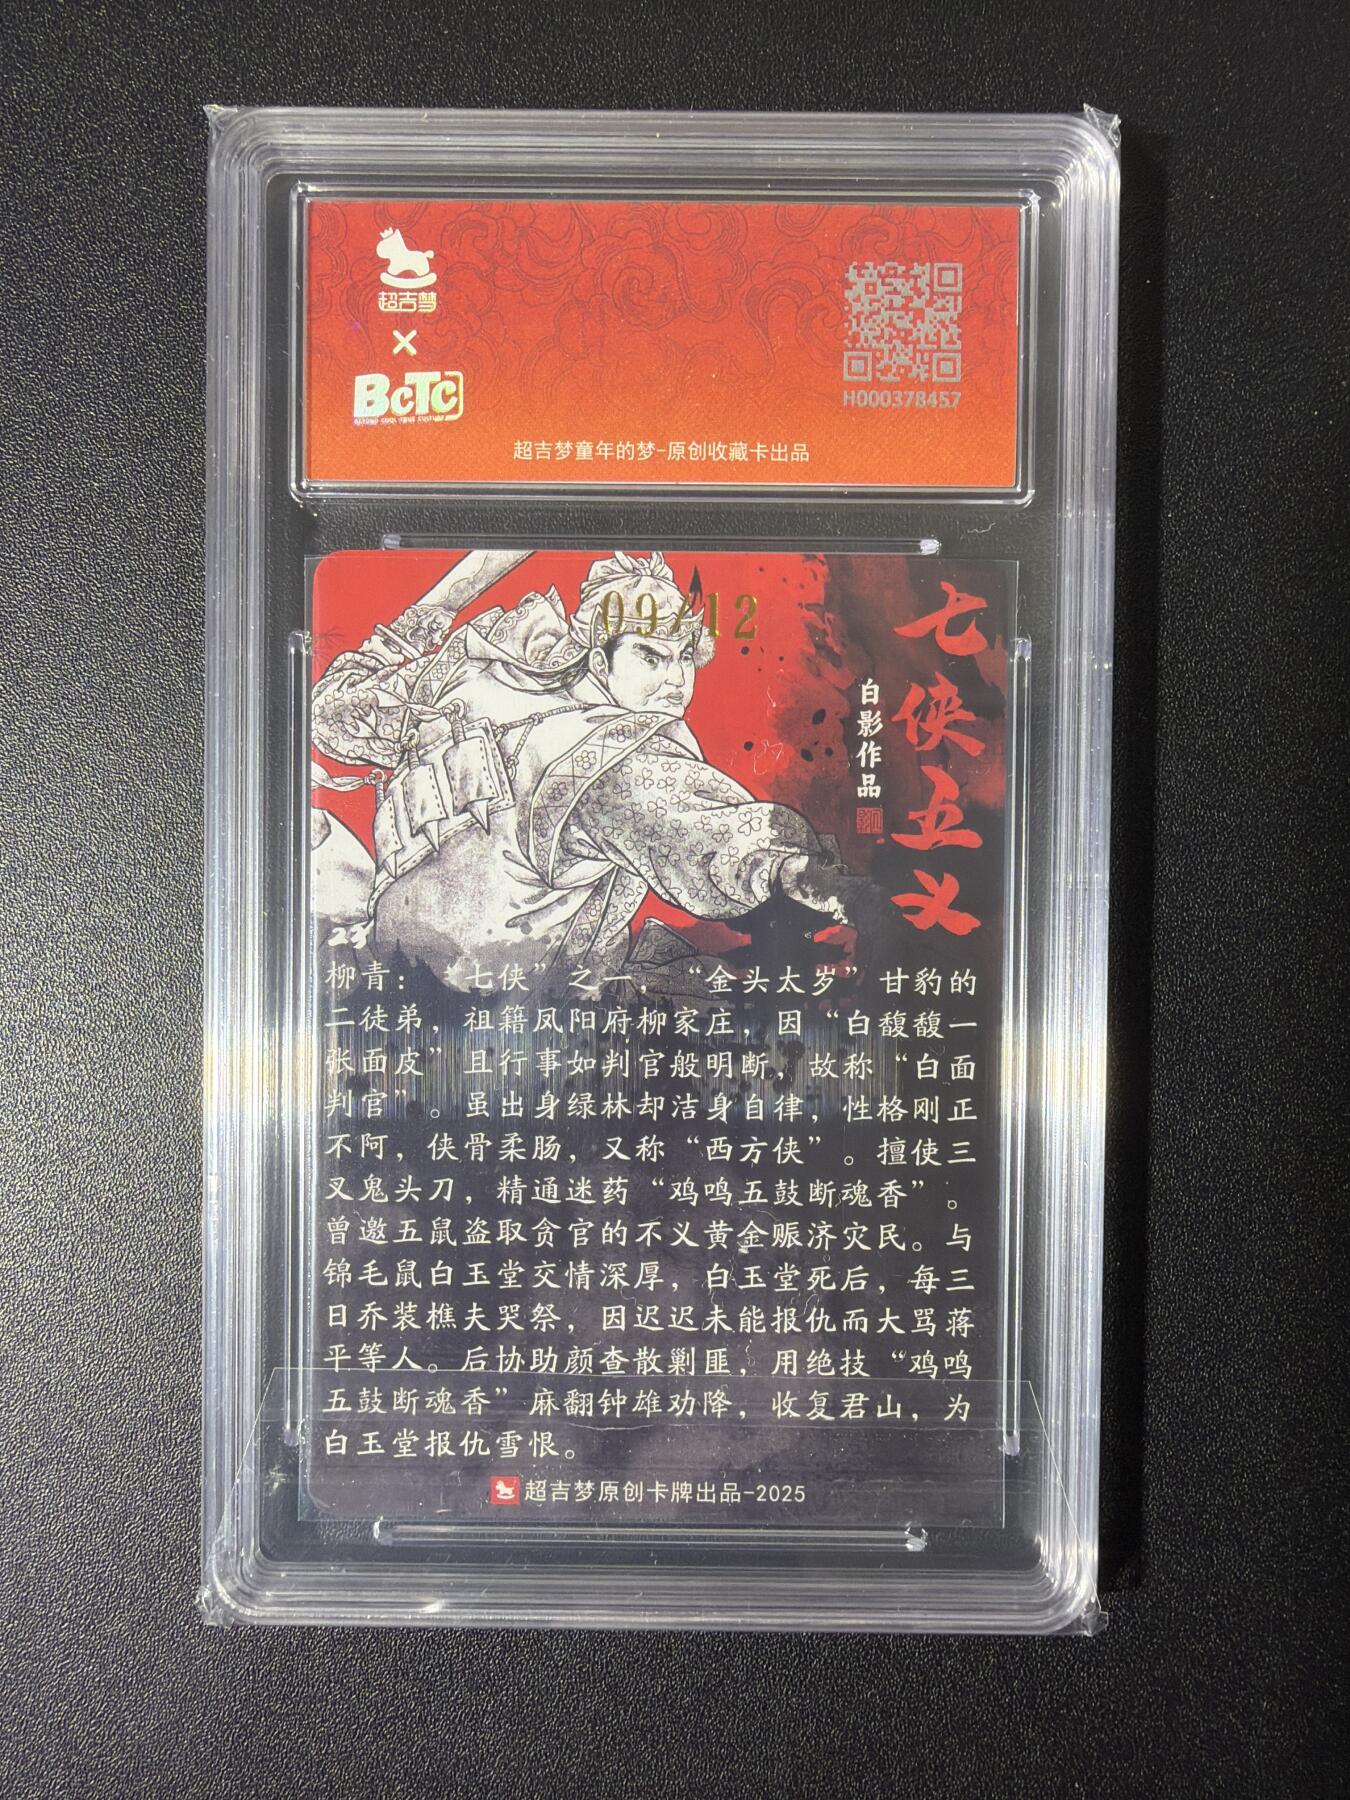 超吉梦
×
BCTC
BEYOND COOL TRUE CULTURE
H000378457
超吉梦童年的梦-原创收藏卡出品
09/12
七侠五义
白影作品
23
柳青：“七侠”之一，“金头太岁”甘豹的
二徒弟，祖籍凤阳府柳家庄，因“白馥馥一
张面皮”且行事如判官般明断，故称“白面
判官”。虽出身绿林却洁身自律，性格刚正
不阿，侠骨柔肠，又称“西方侠”。擅使三
叉鬼头刀，精通迷药“鸡鸣五鼓断魂香”。
曾邀五鼠盗取贪官的不义黄金赈济灾民。与
锦毛鼠白玉堂交情深厚，白玉堂死后，每三
日乔装樵夫哭祭，因迟迟未能报仇而大骂蒋
平等人。后协助颜查散剿匪，用绝技“鸡鸣
五鼓断魂香”麻翻钟雄劝降，收复君山，为
白玉堂报仇雪恨。
超吉梦原创卡牌出品-2025